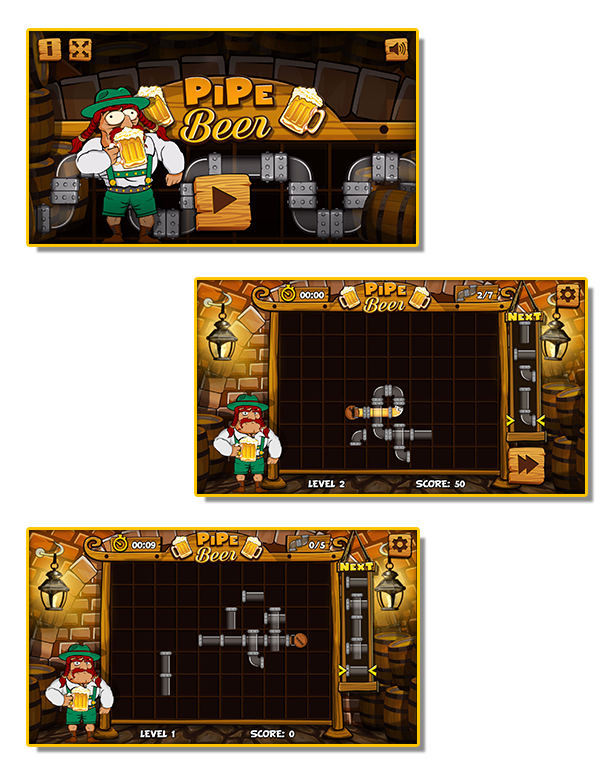 i
PiPE
Beer
00:00
PiPE
Beer
2/7
NEXT
LEVEL 2
SCORE: 50
00:09
PiPE
Beer
0/5
NEXT
LEVEL 1
SCORE: 0